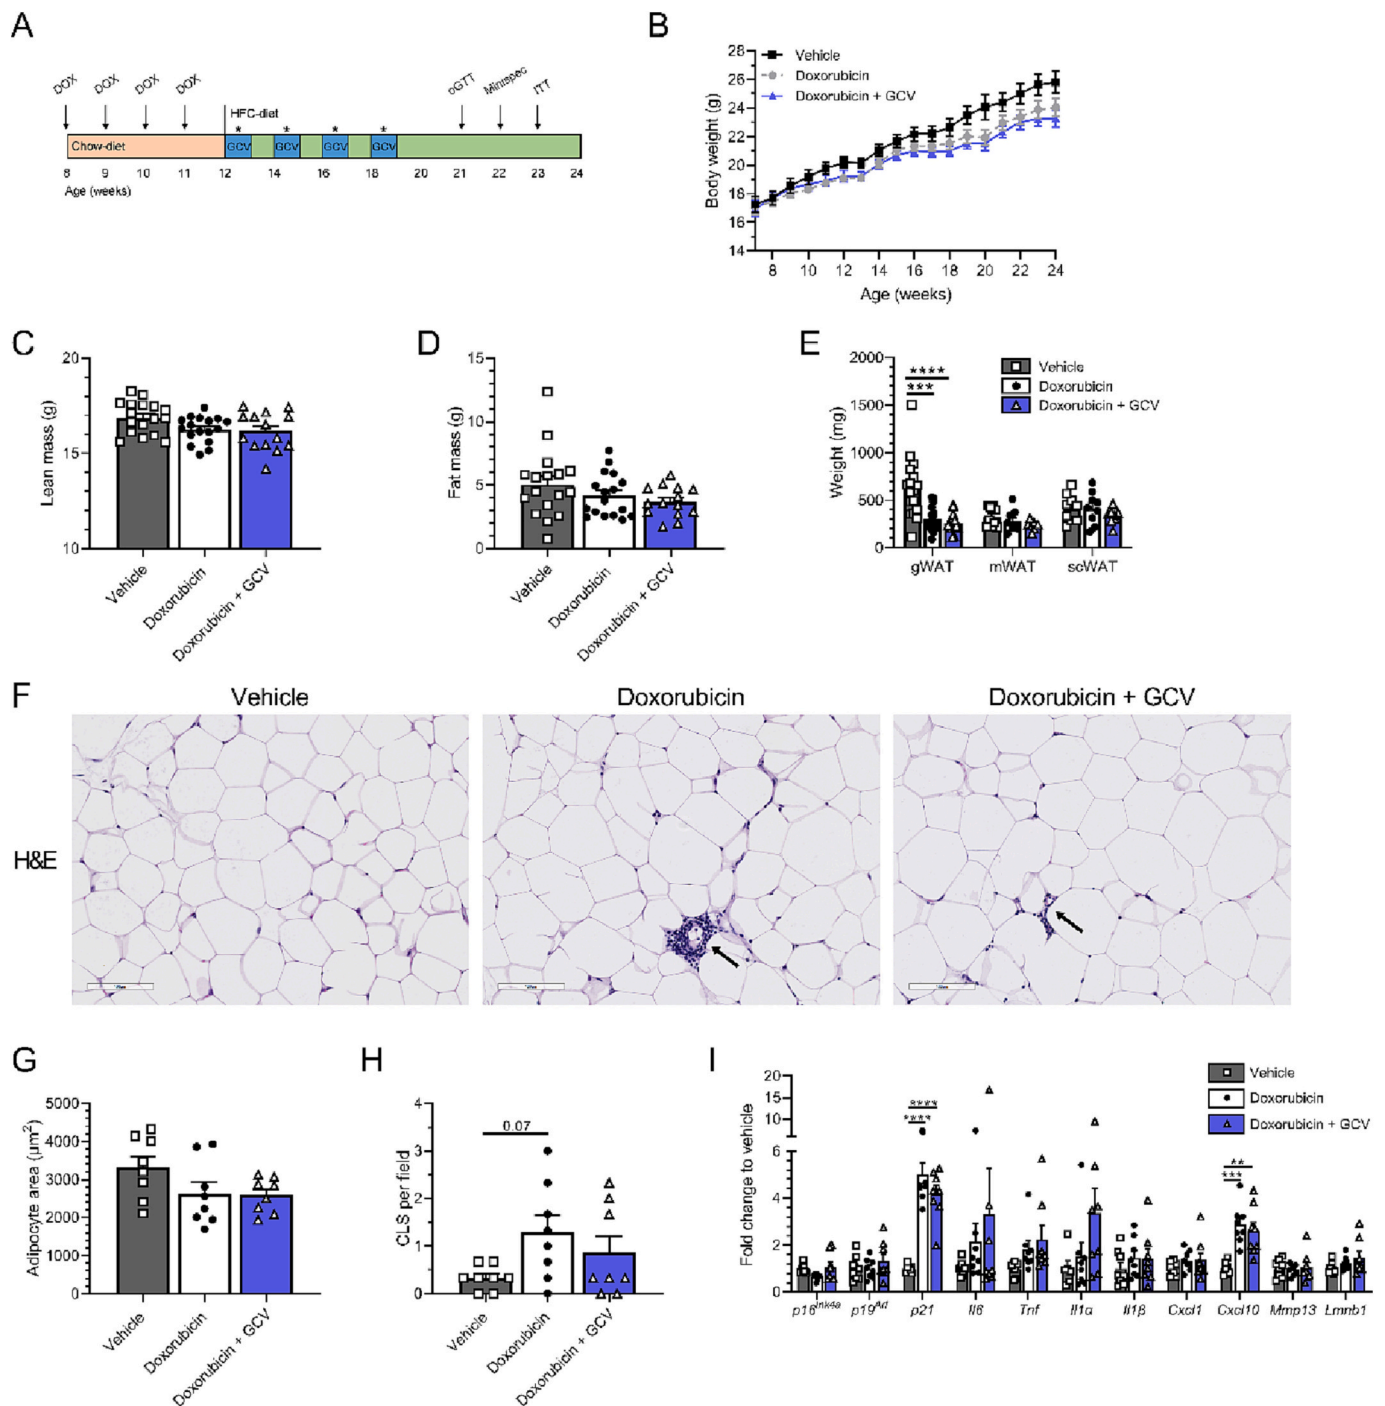 A
DOX DOX DOX DOX oGTT Minispec ITT
HFC-diet
* * * *
Chow-diet GCV GCV GCV GCV
8 9 10 11 12 14 16 18 20 21 22 23 24
Age (weeks)
B
Vehicle
Doxorubicin
Doxorubicin + GCV
28
26
24
22
20
18
16
14
Body weight (g)
8 10 12 14 16 18 20 22 24
Age (weeks)
C
20
15
10
Lean mass (g)
Vehicle
Doxorubicin
Doxorubicin + GCV
D
15
10
5
0
Fat mass (g)
Vehicle
Doxorubicin
Doxorubicin + GCV
E
Vehicle
Doxorubicin
Doxorubicin + GCV
2000
1500
1000
500
0
Weight (mg)
****
***
gWAT mWAT scWAT
F
Vehicle Doxorubicin Doxorubicin + GCV
H&E
G
5000
4000
3000
2000
1000
0
Adipocyte area (µm²)
Vehicle
Doxorubicin
Doxorubicin + GCV
H
4
3
2
1
0
CLS per field
0.07
Vehicle
Doxorubicin
Doxorubicin + GCV
I
Vehicle
Doxorubicin
Doxorubicin + GCV
20
15
10
6
4
2
0
Fold change to vehicle
****
****
**
***
p16^Ink4a p19^Arf p21 Il6 Tnf Il1α Il1β Cxcl1 Cxcl10 Mmp13 Lmnb1